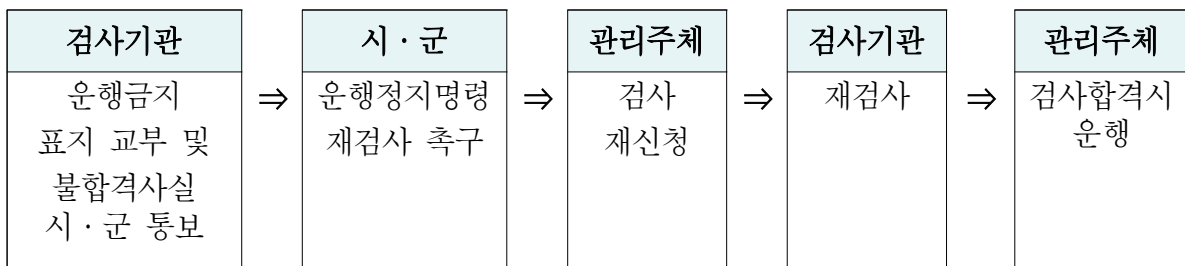 검사기관
운행금지
표지 교부 및
불합격사실
시·군 통보
⇒
시·군
운행정지명령
재검사 촉구
⇒
관리주체
검사
재신청
⇒
검사기관
재검사
⇒
관리주체
검사합격시
운행